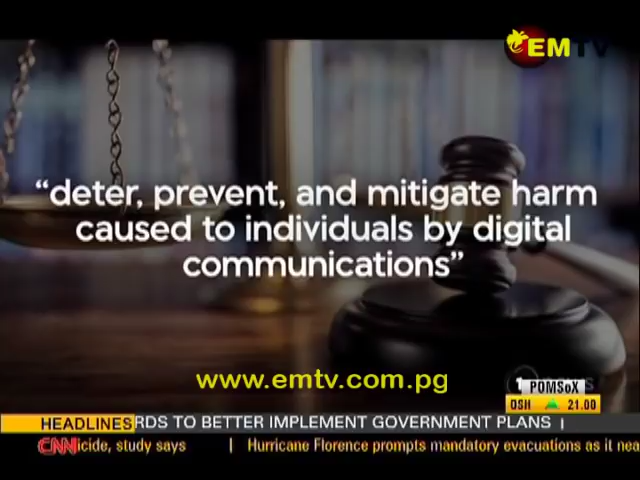 EMTV
“deter, prevent, and mitigate harm
caused to individuals by digital
communications”
www.emtv.com.pg
1
POMSoX
OSH 21.00
HEADLINES RDS TO BETTER IMPLEMENT GOVERNMENT PLANS |
CNN icide, study says | Hurricane Florence prompts mandatory evacuations as it nea